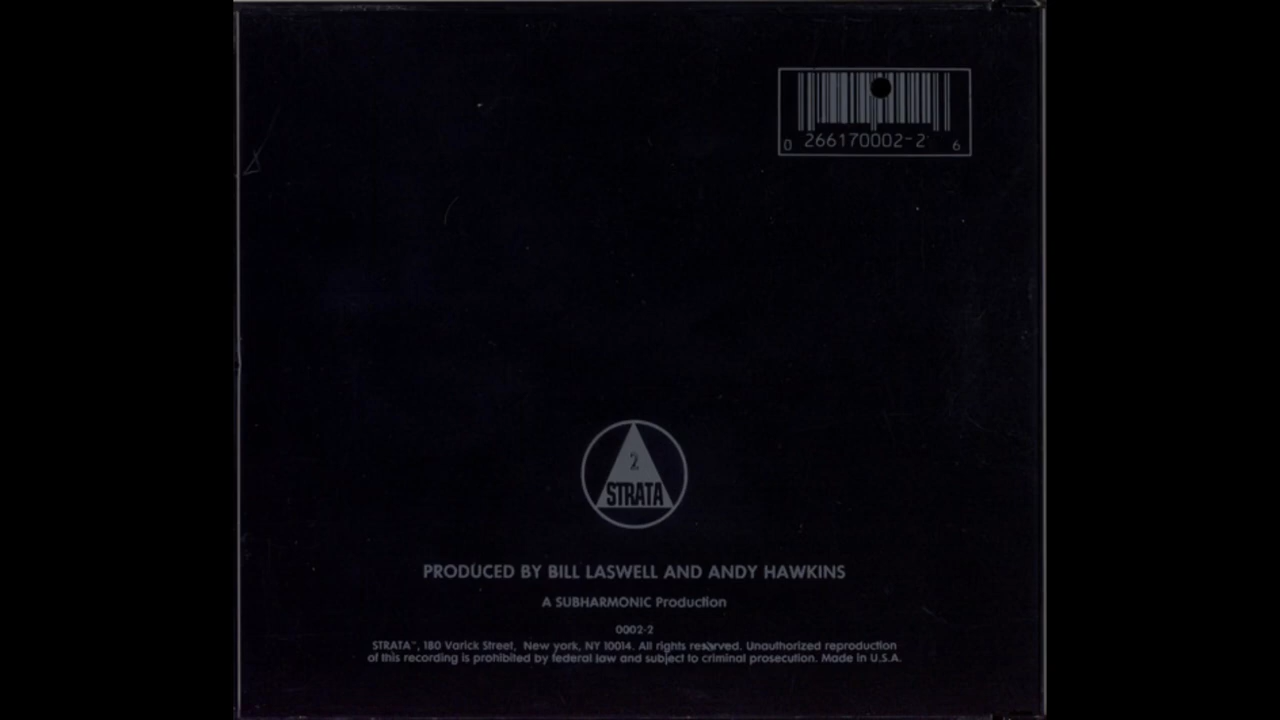 0 266170002-2 6
2
STRATA
PRODUCED BY BILL LASWELL AND ANDY HAWKINS
A SUBHARMONIC Production
0002-2
STRATA™, 180 Varick Street, New york, NY 10014. All rights reserved. Unauthorized reproduction
of this recording is prohibited by federal law and subject to criminal prosecution. Made in U.S.A.